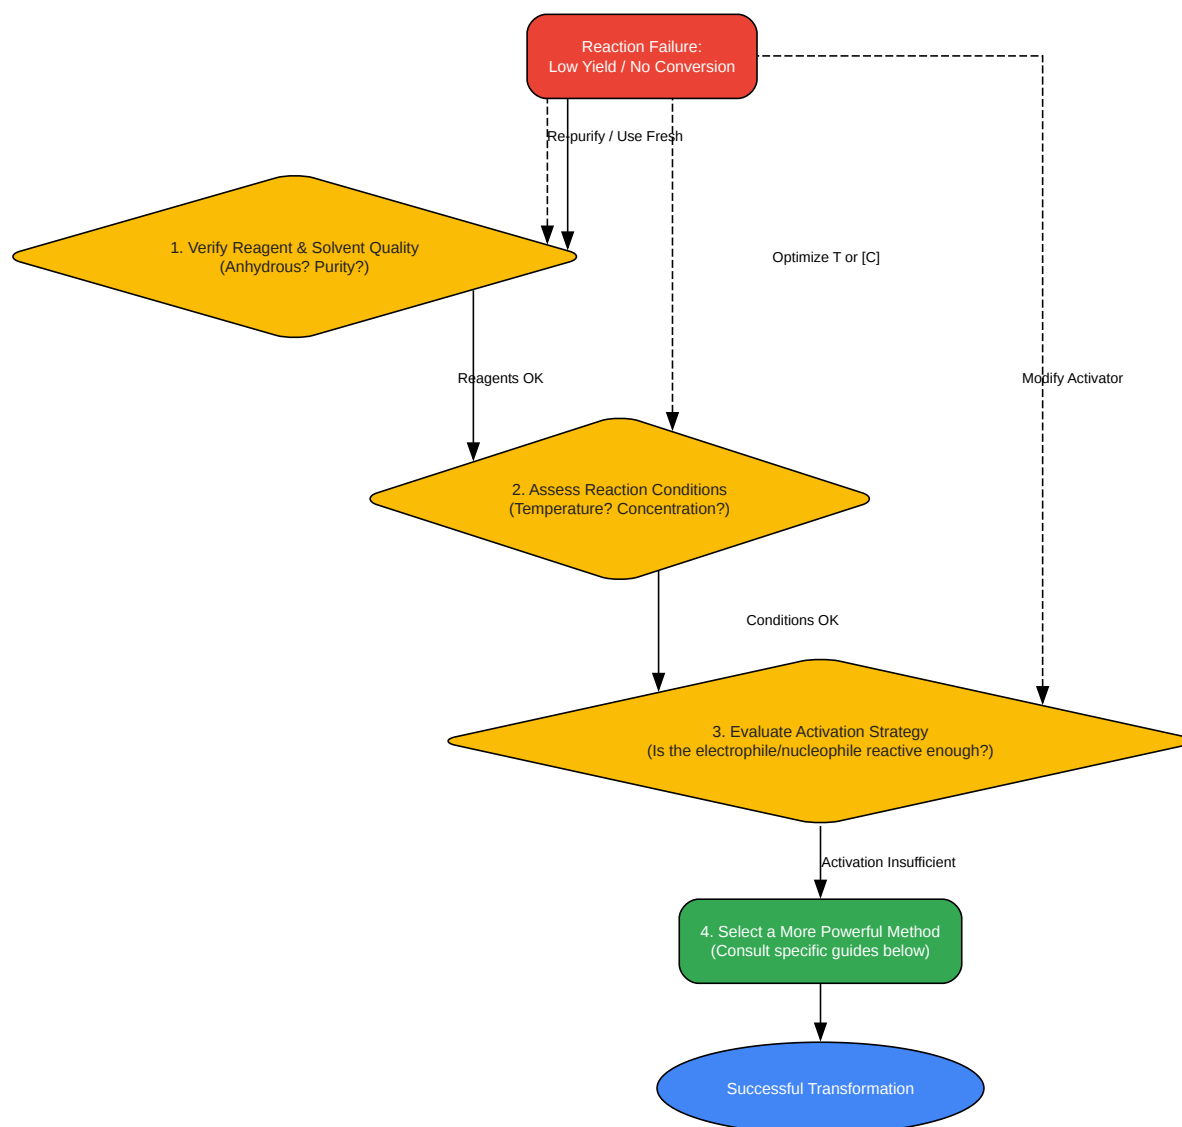 Reaction Failure:
Low Yield / No Conversion
Re-purify / Use Fresh
1. Verify Reagent & Solvent Quality
(Anhydrous? Purity?)
Optimize T or [C]
Reagents OK
Modify Activator
2. Assess Reaction Conditions
(Temperature? Concentration?)
Conditions OK
3. Evaluate Activation Strategy
(Is the electrophile/nucleophile reactive enough?)
Activation Insufficient
4. Select a More Powerful Method
(Consult specific guides below)
Successful Transformation